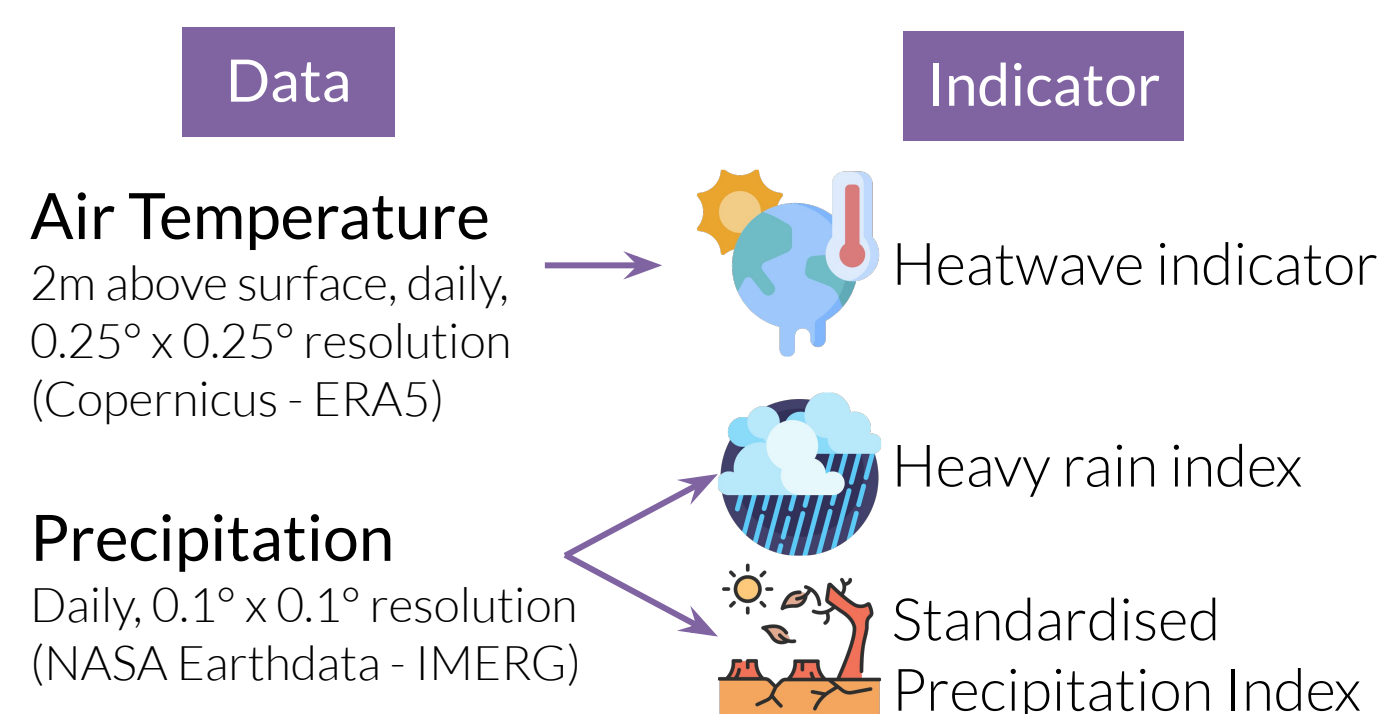 Data
Indicator
Air Temperature
2m above surface, daily,
0.25° x 0.25° resolution
(Copernicus - ERA5)
Heatwave indicator
Heavy rain index
Precipitation
Daily, 0.1° x 0.1° resolution
(NASA Earthdata - IMERG)
Standardised
Precipitation Index